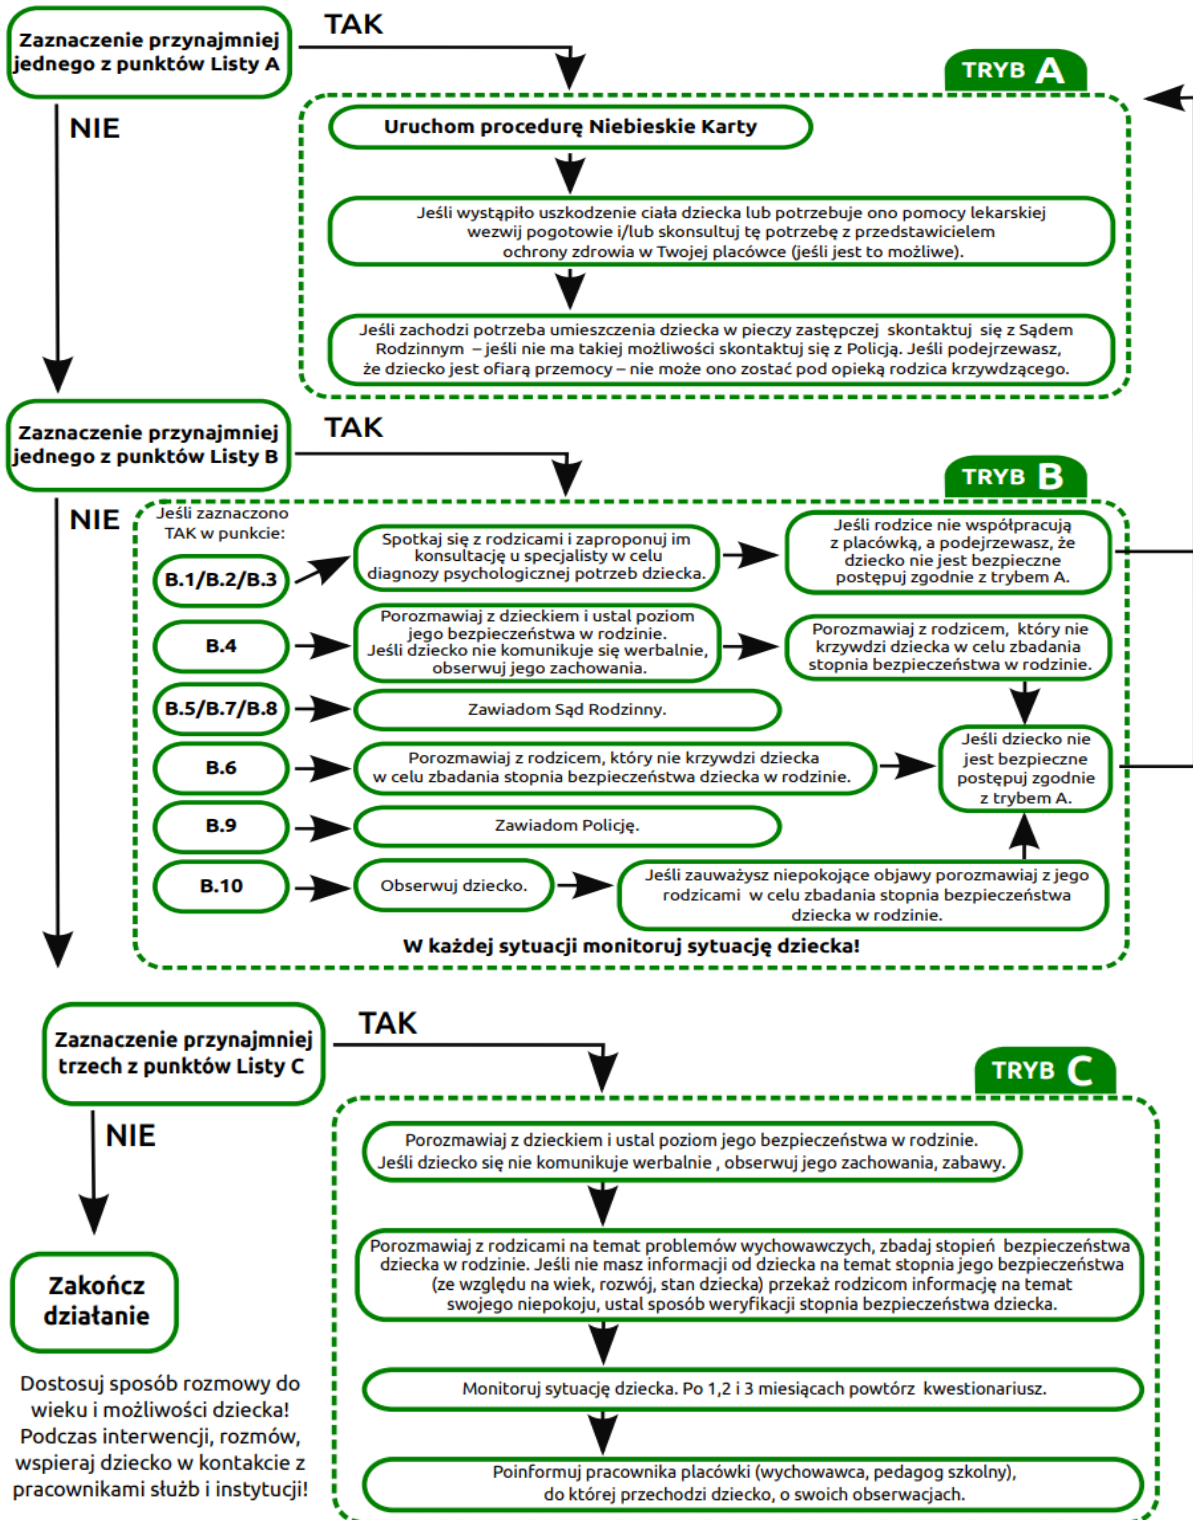 Zaznaczenie przynajmniej
jednego z punktów Listy A
TAK
NIE
TRYB A
Uruchom procedurę Niebieskie Karty
Jeśli wystąpiło uszkodzenie ciała dziecka lub potrzebuje ono pomocy lekarskiej
wezwij pogotowie i/lub skonsultuj tę potrzebę z przedstawicielem
ochrony zdrowia w Twojej placówce (jeśli jest to możliwe).
Jeśli zachodzi potrzeba umieszczenia dziecka w pieczy zastępczej skontaktuj się z Sądem
Rodzinnym – jeśli nie ma takiej możliwości skontaktuj się z Policją. Jeśli podejrzewasz,
że dziecko jest ofiarą przemocy – nie może ono zostać pod opieką rodzica krzywdzącego.
Zaznaczenie przynajmniej
jednego z punktów Listy B
TAK
NIE
TRYB B
Jeśli zaznaczono
TAK w punkcie:
B.1/B.2/B.3
Spotkaj się z rodzicami i zaproponuj im
konsultację u specjalisty w celu
diagnozy psychologicznej potrzeb dziecka.
Jeśli rodzice nie współpracują
z placówką, a podejrzewasz, że
dziecko nie jest bezpieczne
postępuj zgodnie z trybem A.
B.4
Porozmawiaj z dzieckiem i ustal poziom
jego bezpieczeństwa w rodzinie.
Jeśli dziecko nie komunikuje się werbalnie,
obserwuj jego zachowania.
Porozmawiaj z rodzicem, który nie
krzywdzi dziecka w celu zbadania
stopnia bezpieczeństwa w rodzinie.
B.5/B.7/B.8
Zawiadom Sąd Rodzinny.
B.6
Porozmawiaj z rodzicem, który nie krzywdzi dziecka
w celu zbadania stopnia bezpieczeństwa dziecka w rodzinie.
Jeśli dziecko nie
jest bezpieczne
postępuj zgodnie
z trybem A.
B.9
Zawiadom Policję.
B.10
Obserwuj dziecko.
Jeśli zauważysz niepokojące objawy porozmawiaj z jego
rodzicami w celu zbadania stopnia bezpieczeństwa
dziecka w rodzinie.
W każdej sytuacji monitoruj sytuację dziecka!
Zaznaczenie przynajmniej
trzech z punktów Listy C
TAK
NIE
TRYB C
Porozmawiaj z dzieckiem i ustal poziom jego bezpieczeństwa w rodzinie.
Jeśli dziecko się nie komunikuje werbalnie , obserwuj jego zachowania, zabawy.
Porozmawiaj z rodzicami na temat problemów wychowawczych, zbadaj stopień bezpieczeństwa
dziecka w rodzinie. Jeśli nie masz informacji od dziecka na temat stopnia jego bezpieczeństwa
(ze względu na wiek, rozwój, stan dziecka) przekaż rodzicom informację na temat
swojego niepokoju, ustal sposób weryfikacji stopnia bezpieczeństwa dziecka.
Monitoruj sytuację dziecka. Po 1,2 i 3 miesiącach powtórz kwestionariusz.
Poinformuj pracownika placówki (wychowawca, pedagog szkolny),
do której przechodzi dziecko, o swoich obserwacjach.
Zakończ
działanie
Dostosuj sposób rozmowy do
wieku i możliwości dziecka!
Podczas interwencji, rozmów,
wspieraj dziecko w kontakcie z
pracownikami służb i instytucji!